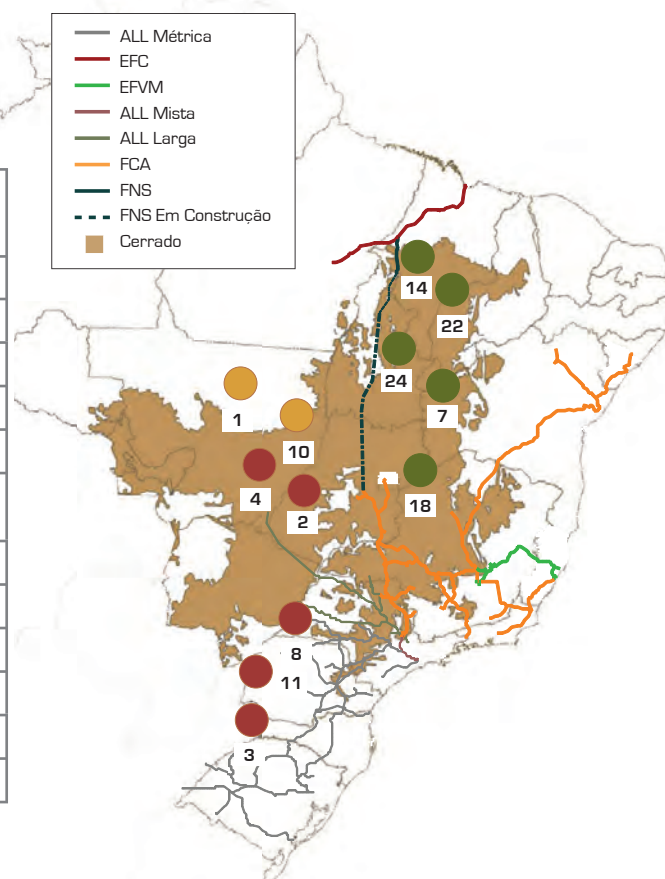 ALL Métrica
EFC
EFVM
ALL Mista
ALL Larga
FCA
FNS
FNS Em Construção
Cerrado
14
22
24
7
1
10
4
2
18
8
11
3